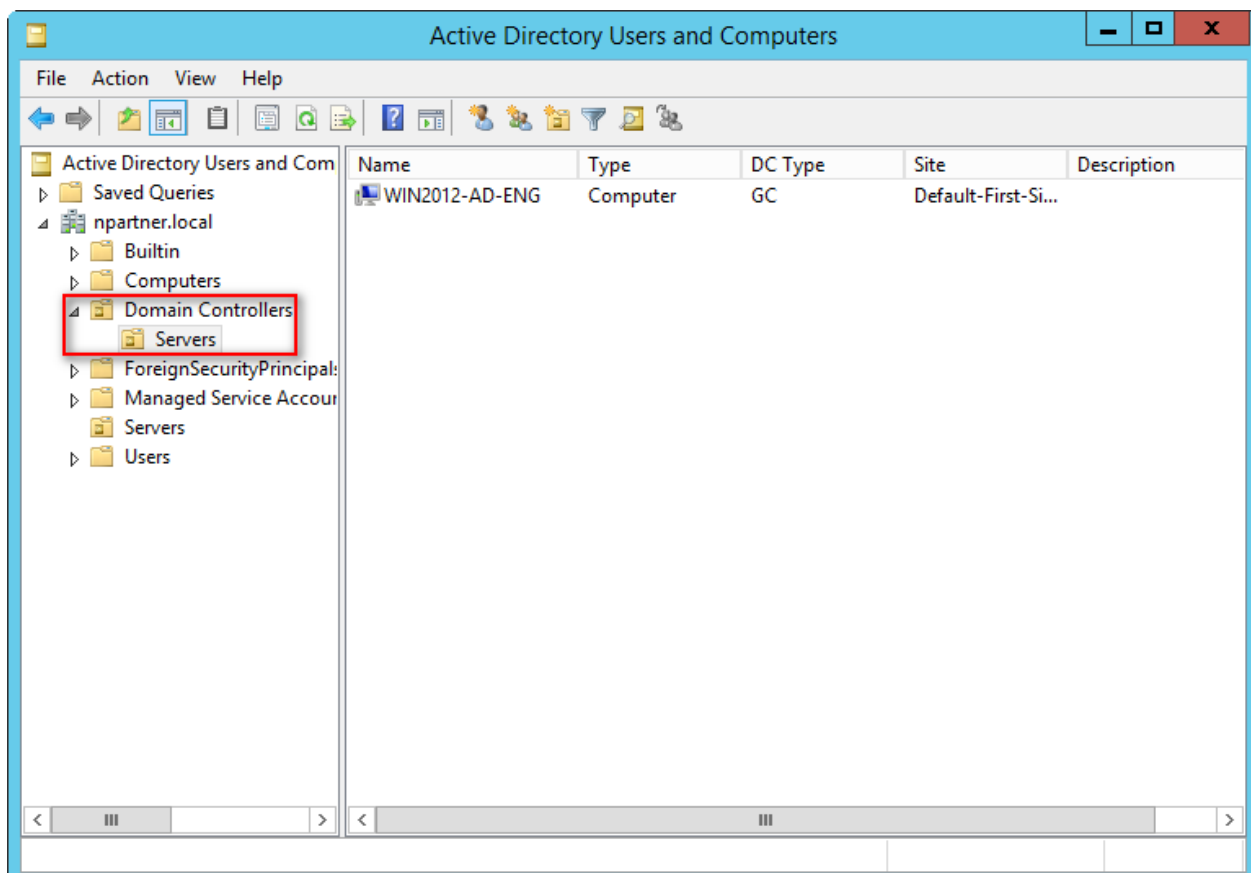 Active Directory Users and Computers
File Action View Help
Active Directory Users and Com
Saved Queries
npartner.local
Builtin
Computers
Domain Controllers
Servers
ForeignSecurityPrincipals
Managed Service Accour
Servers
Users
Name Type DC Type Site Description
WIN2012-AD-ENG Computer GC Default-First-Si...